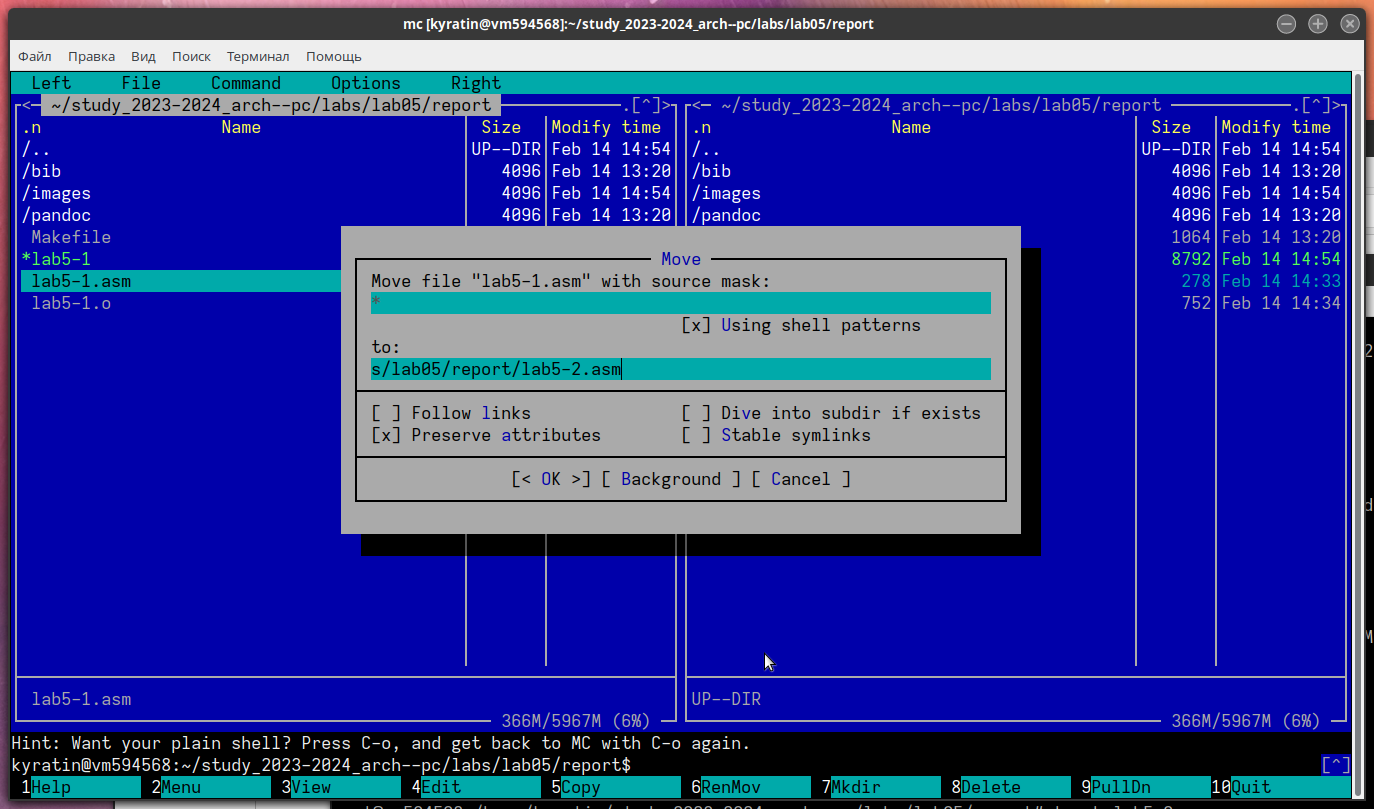 mc [kyratin@vm594568]:~/study_2023-2024_arch--pc/labs/lab05/report
Файл Правка Вид Поиск Терминал Помощь
Left File Command Options Right
<─ ~/study_2023-2024_arch--pc/labs/lab05/report ─.[^]> <─ ~/study_2023-2024_arch--pc/labs/lab05/report ─.[^]>
.n Name Size Modify time .n Name Size Modify time
/.. UP--DIR Feb 14 14:54 /.. UP--DIR Feb 14 14:54
/bib 4096 Feb 14 13:20 /bib 4096 Feb 14 13:20
/images 4096 Feb 14 14:54 /images 4096 Feb 14 14:54
/pandoc 4096 Feb 14 13:20 /pandoc 4096 Feb 14 13:20
Makefile 1064 Feb 14 13:20
*lab5-1 8792 Feb 14 14:54
lab5-1.asm 278 Feb 14 14:33
lab5-1.o 752 Feb 14 14:34
Move
Move file "lab5-1.asm" with source mask:
*
[x] Using shell patterns
to:
s/lab05/report/lab5-2.asm
[ ] Follow links [ ] Dive into subdir if exists
[x] Preserve attributes [ ] Stable symlinks
[< OK >] [ Background ] [ Cancel ]
lab5-1.asm UP--DIR
366M/5967M (6%) 366M/5967M (6%)
Hint: Want your plain shell? Press C-o, and get back to MC with C-o again.
kyratin@vm594568:~/study_2023-2024_arch--pc/labs/lab05/report$ [^]
1Help 2Menu 3View 4Edit 5Copy 6RenMov 7Mkdir 8Delete 9PullDn 10Quit